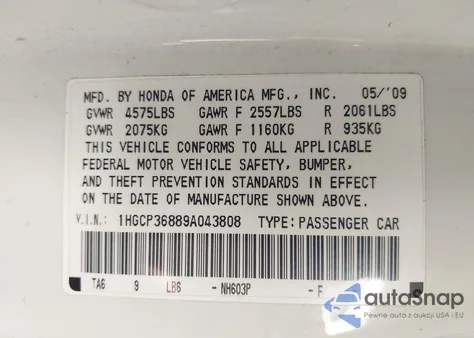 MFD. BY HONDA OF AMERICA MFG., INC. 05/'09
GVWR 4575LBS GAWR F 2557LBS R 2061LBS
GVWR 2075KG GAWR F 1160KG R 935KG
THIS VEHICLE CONFORMS TO ALL APPLICABLE
FEDERAL MOTOR VEHICLE SAFETY, BUMPER,
AND THEFT PREVENTION STANDARDS IN EFFECT
ON THE DATE OF MANUFACTURE SHOWN ABOVE.
V.I.N.: 1HGCP36889A043808 TYPE:PASSENGER CAR
TA6 9 LB6 -NH603P -F
autoSnap
Pewne auta z aukcji USA i EU